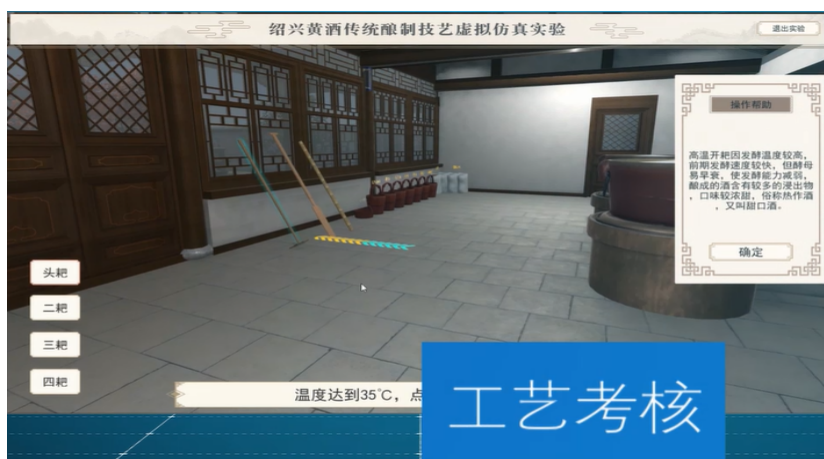 绍兴黄酒传统酿制技艺虚拟仿真实验
退出实验
操作帮助
高温开耙因发酵温度较高,
前期发酵速度较快，但酵母
易早衰，使发酵能力减弱,
酿成的酒含有较多的浸出物
，口味较浓甜，俗称热作酒
，又叫甜口酒。
确定
头耙
二耙
三耙
四耙
温度达到35℃，点
工艺考核